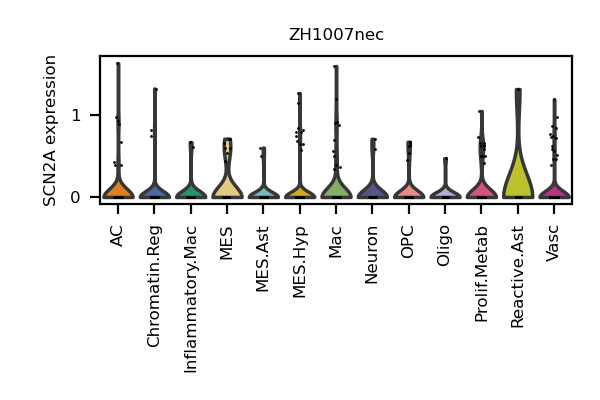 ZH1007nec
SCN2A expression
1
0
AC
Chromatin.Reg
Inflammatory.Mac
MES
MES.Ast
MES.Hyp
Mac
Neuron
OPC
Oligo
Prolif.Metab
Reactive.Ast
Vasc